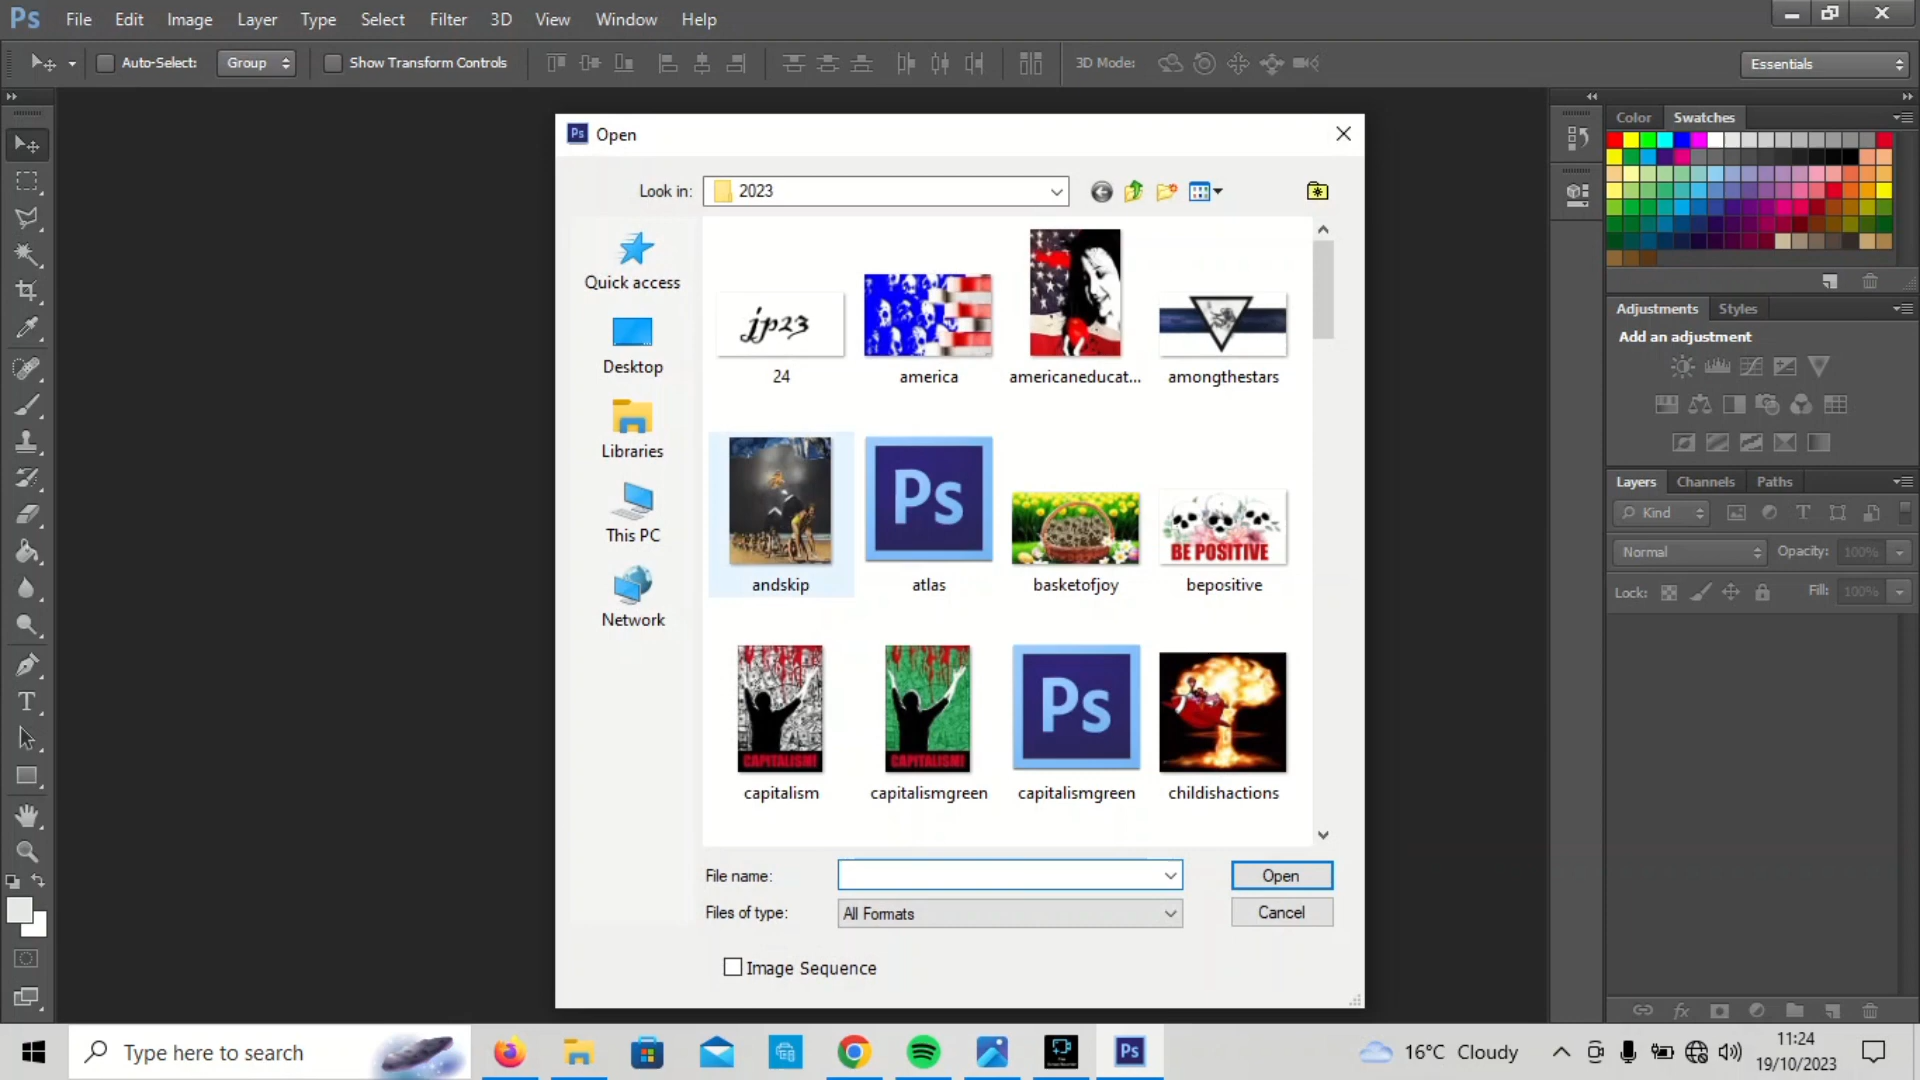 Ps File Edit Image Layer Type Select Filter 3D View Window Help
Auto-Select: Group Show Transform Controls 3D Mode: Essentials
Ps Open
Look in: 2023
Quick access
Desktop
Libraries
This PC
Network
jp23
24 america americaneducat... amongthestars
Ps
BE POSITIVE
andskip atlas basketofjoy bepositive
Ps
CAPITALISM! CAPITALISM!
capitalism capitalismgreen capitalismgreen childishactions
File name: Open
Files of type: All Formats Cancel
Image Sequence
Color Swatches
Adjustments Styles
Add an adjustment
Layers Channels Paths
Kind
Normal Opacity: 100%
Lock: Fill: 100%
Type here to search
Ps
16°C Cloudy
11:24
19/10/2023